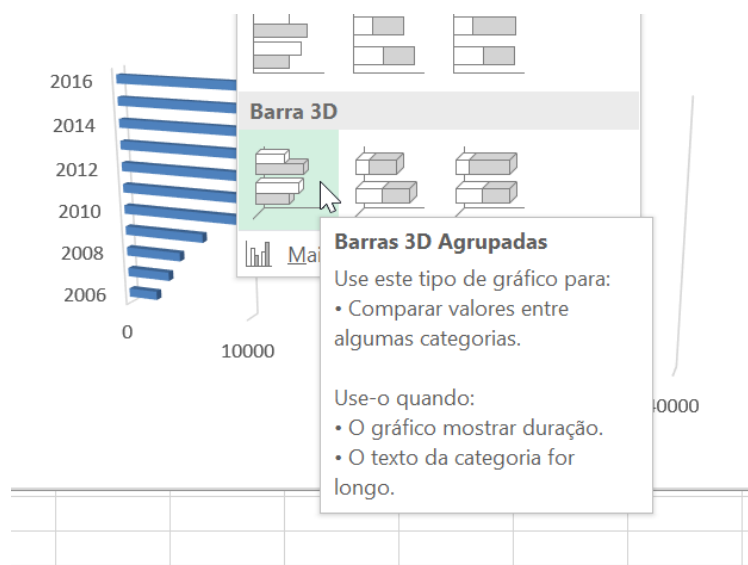 2016
Barra 3D
2014
2012
2010
Barras 3D Agrupadas
2008
Mai
Use este tipo de gráfico para:
• Comparar valores entre
algumas categorias.
2006
0
10000
Use-o quando:
0000
• O gráfico mostrar duração.
• O texto da categoria for
longo.